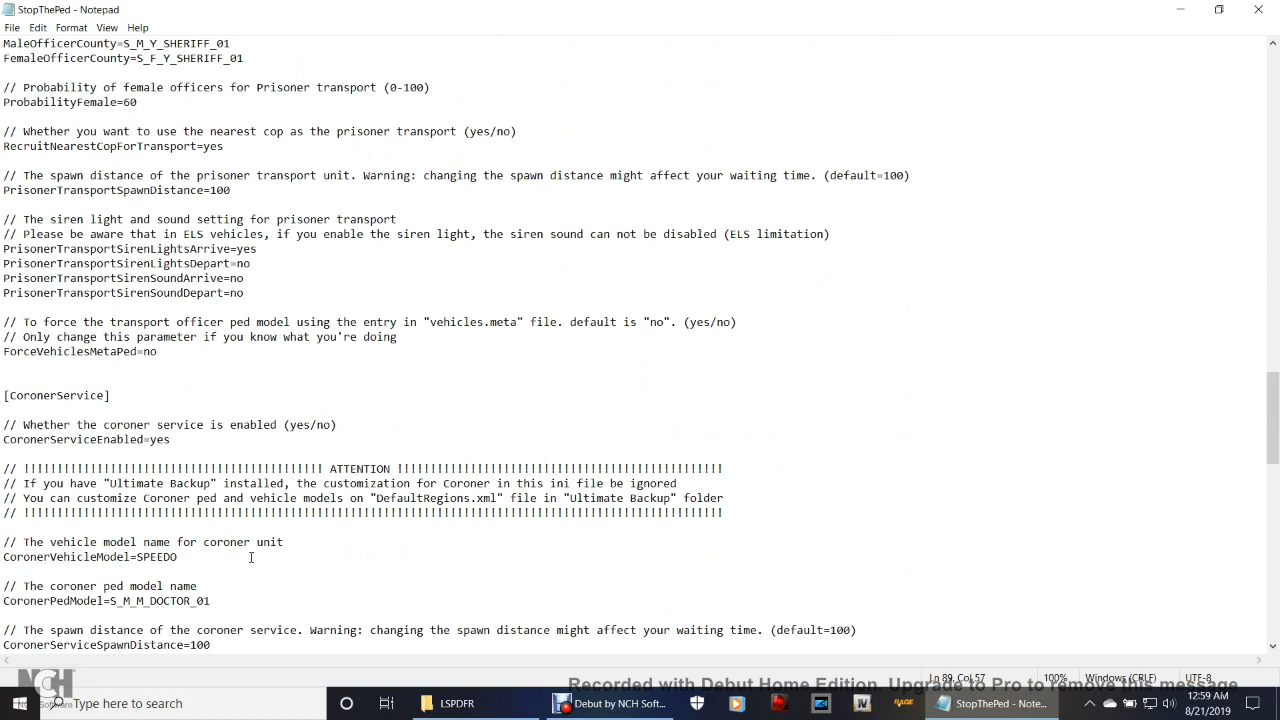 StopThePed - Notepad
File Edit Format View Help
MaleOfficerCounty=S_M_Y_SHERIFF_01
FemaleOfficerCounty=S_F_Y_SHERIFF_01
// Probability of female officers for Prisoner transport (0-100)
ProbabilityFemale=60
// Whether you want to use the nearest cop as the prisoner transport (yes/no)
RecruitNearestCopForTransport=yes
// The spawn distance of the prisoner transport unit. Warning: changing the spawn distance might affect your waiting time. (default=100)
PrisonerTransportSpawnDistance=100
// The siren light and sound setting for prisoner transport
// Please be aware that in ELS vehicles, if you enable the siren light, the siren sound can not be disabled (ELS limitation)
PrisonerTransportSirenLightsArrive=yes
PrisonerTransportSirenLightsDepart=no
PrisonerTransportSirenSoundArrive=no
PrisonerTransportSirenSoundDepart=no
// To force the transport officer ped model using the entry in "vehicles.meta" file. default is "no". (yes/no)
// Only change this parameter if you know what you're doing
ForceVehiclesMetaPed=no
[CoronerService]
// Whether the coroner service is enabled (yes/no)
CoronerServiceEnabled=yes
// !!!!!!!!!!!!!!!!!!!!!!!!!!!!!!!!!!!!!!!!!!!!! ATTENTION !!!!!!!!!!!!!!!!!!!!!!!!!!!!!!!!!!!!!!!!!!!!!!!!!
// If you have "Ultimate Backup" installed, the customization for Coroner in this ini file be ignored
// You can customize Coroner ped and vehicle models on "DefaultRegions.xml" file in "Ultimate Backup" folder
// !!!!!!!!!!!!!!!!!!!!!!!!!!!!!!!!!!!!!!!!!!!!!!!!!!!!!!!!!!!!!!!!!!!!!!!!!!!!!!!!!!!!!!!!!!!!!!!!!!!!!!!!!
// The vehicle model name for coroner unit
CoronerVehicleModel=SPEEDO
// The coroner ped model name
CoronerPedModel=S_M_M_DOCTOR_01
// The spawn distance of the coroner service. Warning: changing the spawn distance might affect your waiting time. (default=100)
CoronerServiceSpawnDistance=100
Ln 89, Col 57 100% Windows (CRLF) UTF-8
NCH Software
Recorded with Debut Home Edition. Upgrade to Pro to remove this message
Type here to search
LSPDFR
Debut by NCH Soft...
IV
RAGE
StopThePed - Note...
12:59 AM
8/21/2019